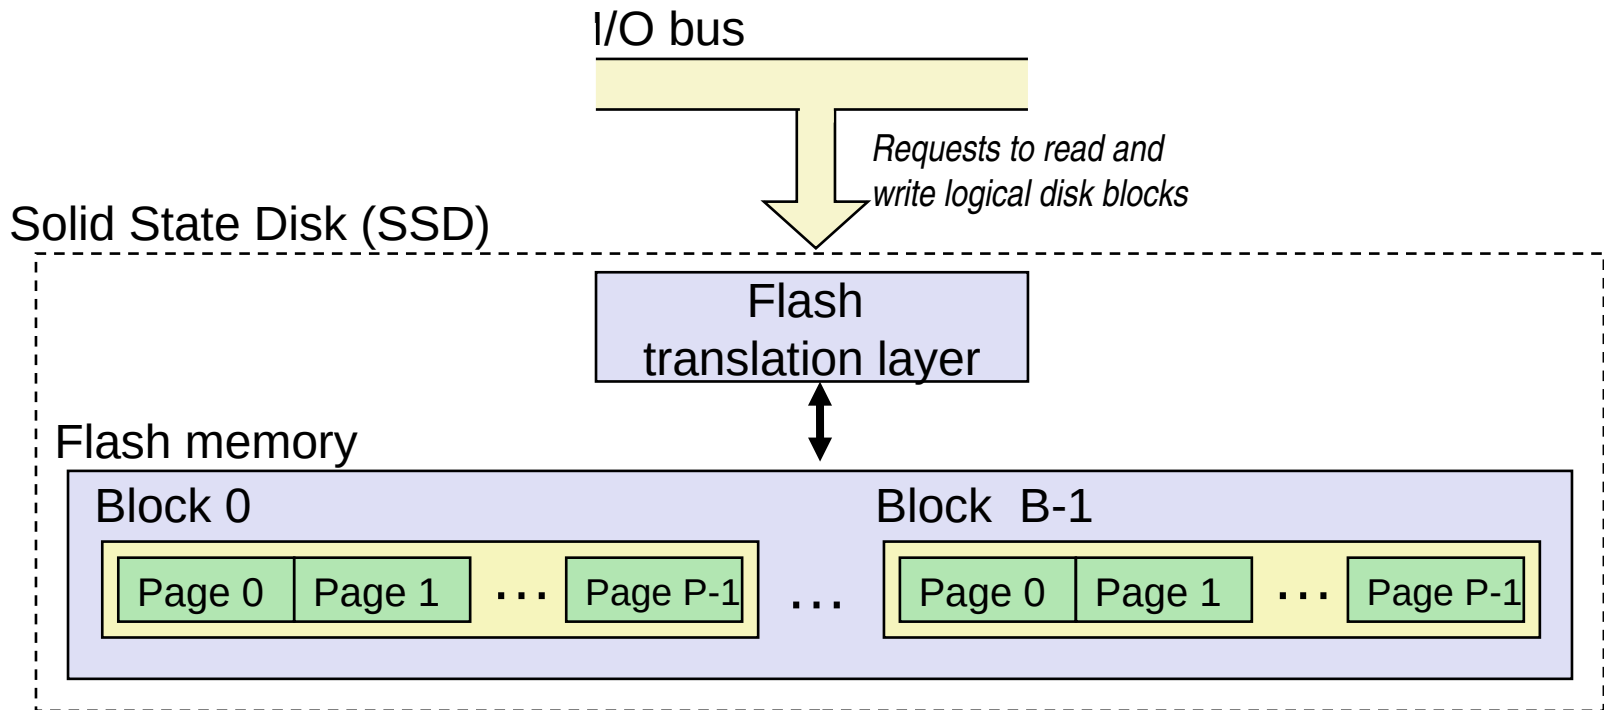 I/O bus
Requests to read and
write logical disk blocks
Solid State Disk (SSD)
Flash
translation layer
Flash memory
Block 0
Block B-1
Page 0 Page 1 ... Page P-1 ... Page 0 Page 1 ... Page P-1